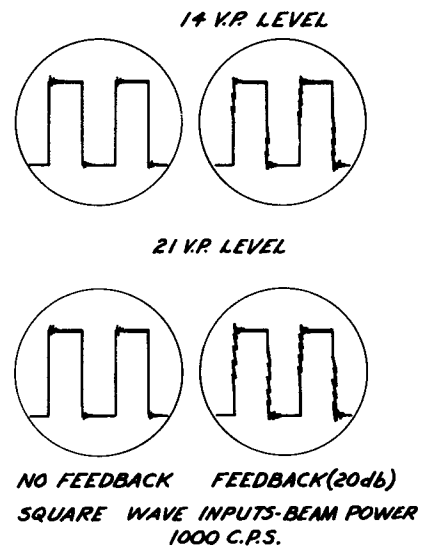 14 V.P. LEVEL
21 V.P. LEVEL
NO FEEDBACK FEEDBACK(20db)
SQUARE WAVE INPUTS-BEAM POWER
1000 C.P.S.